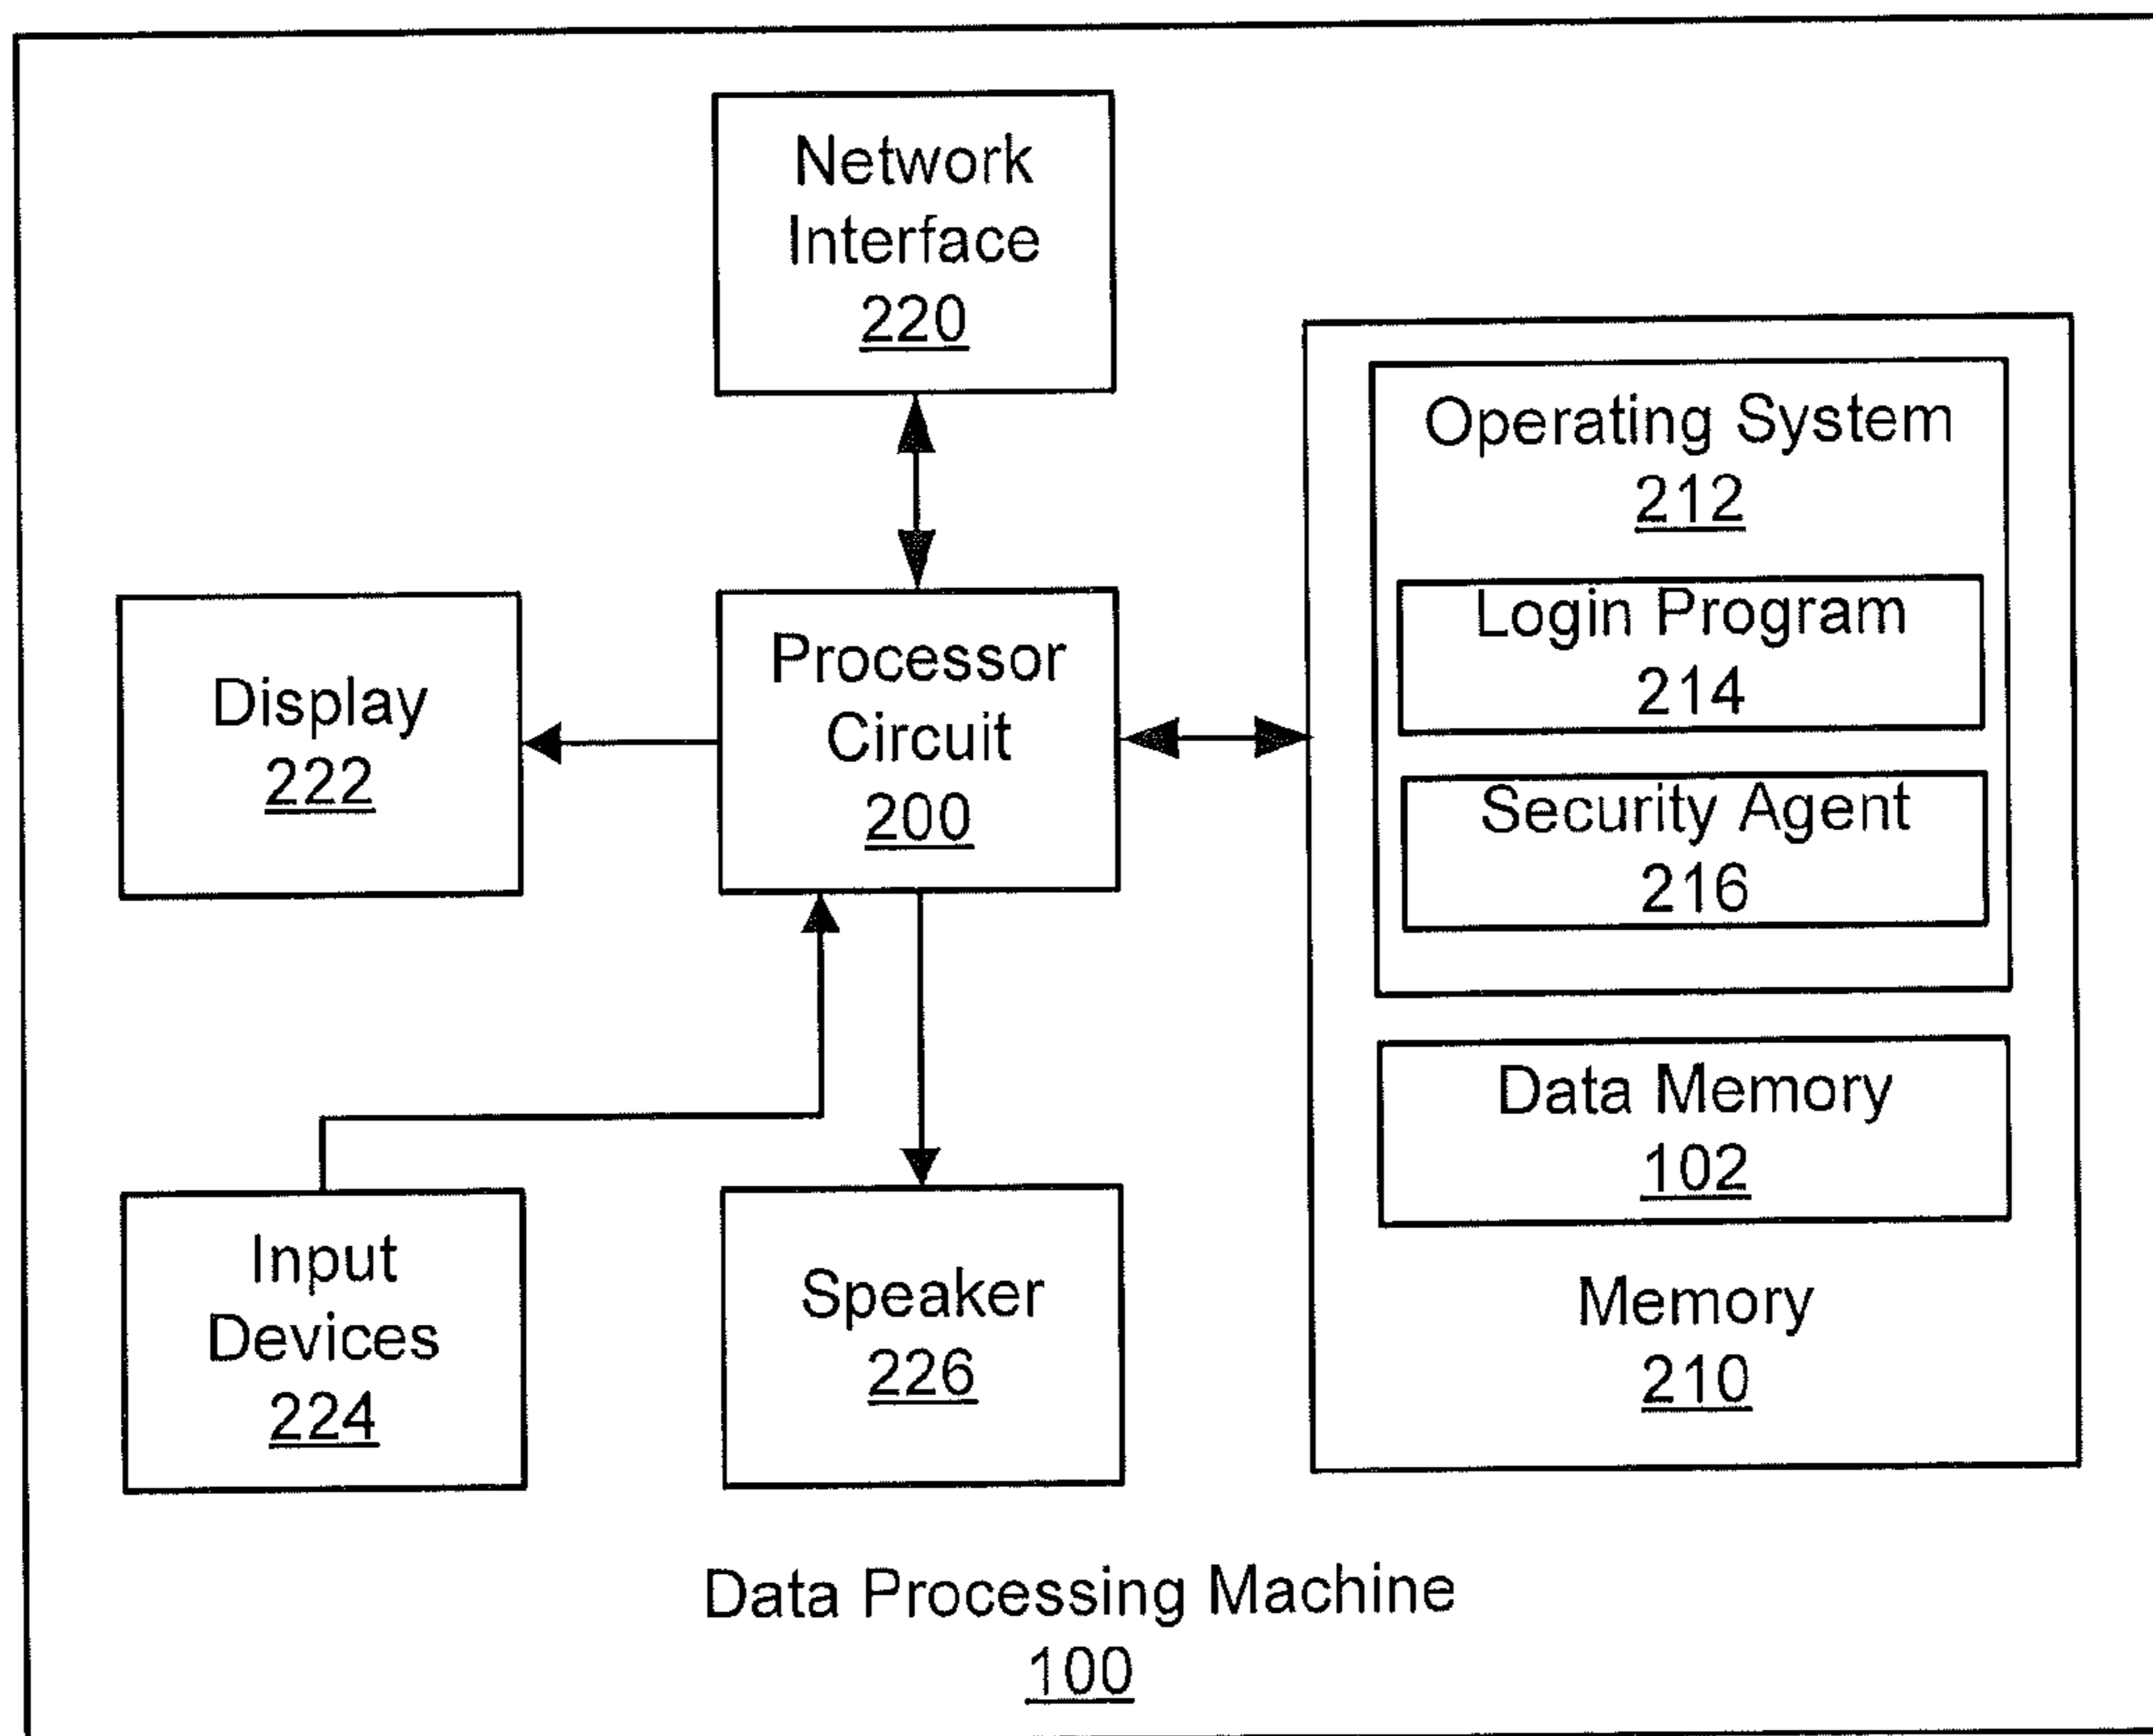 Network
Interface
220
Operating System
212
Login Program
214
Security Agent
216
Processor
Circuit
200
Display
222
Data Memory
102
Input
Devices
224
Speaker
226
Memory
210
Data Processing Machine
100